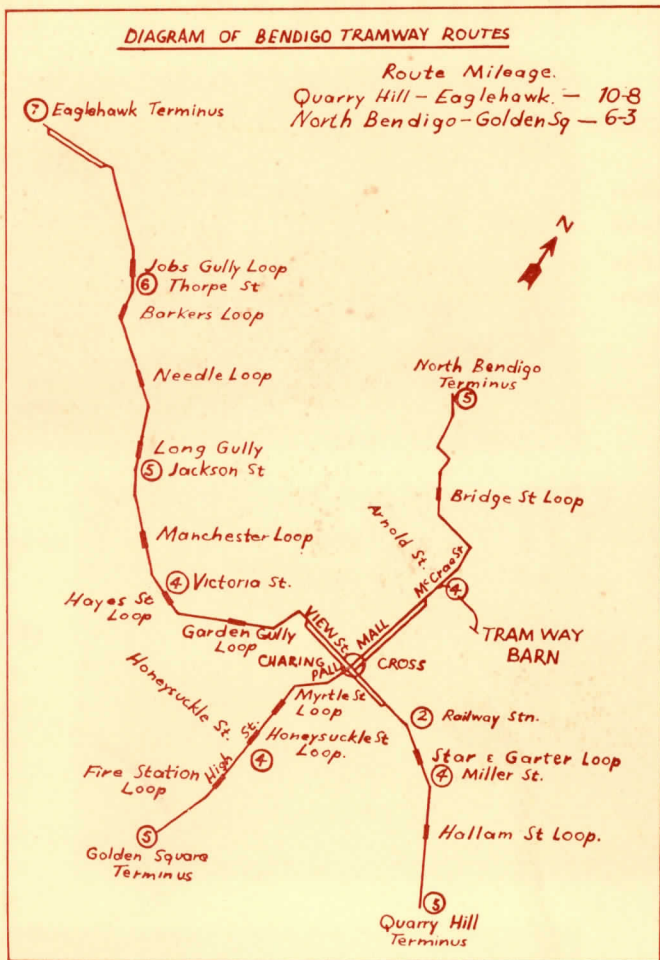 DIAGRAM OF BENDIGO TRAMWAY ROUTES
Route Mileage.
Quarry Hill - Eaglehawk. - 10-8
North Bendigo - Golden Sq - 6-3
7 Eaglehawk Terminus
N
Jobs Gully Loop
6 Thorpe St
Barkers Loop
Needle Loop
North Bendigo
Terminus
5
Long Gully
5 Jackson St
Bridge St Loop
Arnold St.
Manchester Loop
McCrae St
4 Victoria St.
4
Hayes St
Loop
Garden Gully
Loop
VIEW St.
MALL
TRAM WAY
BARN
CHARING
PALL
CROSS
Honeysuckle St.
Myrtle St
Loop
2 Railway Stn.
High St.
Honeysuckle St
Loop.
4
Star & Garter Loop
4 Miller St.
Fire Station
Loop
Hallam St Loop.
5
Golden Square
Terminus
5
Quarry Hill
Terminus